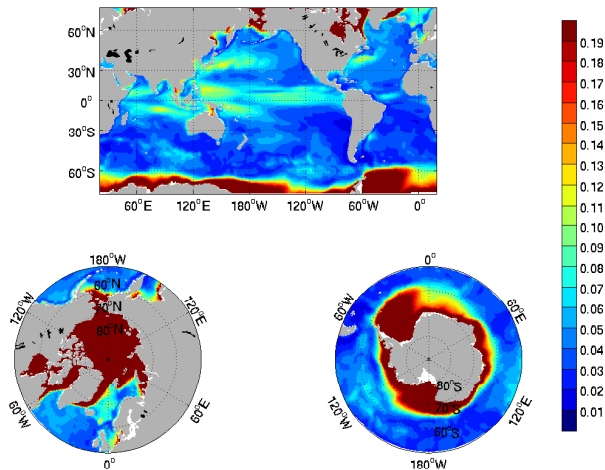 60°N
30°N
0°
30°S
60°S
60°E
120°E
180°W
120°W
60°W
0°
180°W
120°W
120°E
60°N
70°N
80°N
60°W
60°E
0°
0°
60°W
60°E
80°S
70°S
60°S
120°W
120°E
180°W
0.19
0.18
0.17
0.16
0.15
0.14
0.13
0.12
0.11
0.10
0.09
0.08
0.07
0.06
0.05
0.04
0.03
0.02
0.01